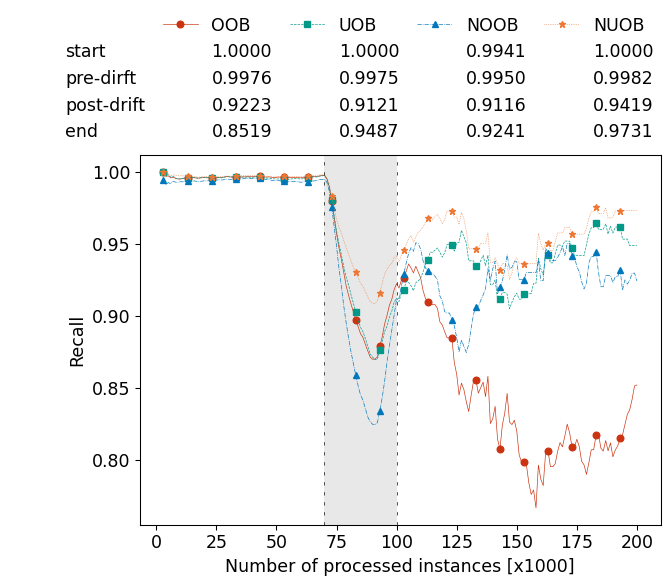 OOB UOB NOOB NUOB
start 1.0000 1.0000 0.9941 1.0000
pre-dirft 0.9976 0.9975 0.9950 0.9982
post-drift 0.9223 0.9121 0.9116 0.9419
end 0.8519 0.9487 0.9241 0.9731
1.00
0.95
0.90
0.85
0.80
Recall
0 25 50 75 100 125 150 175 200
Number of processed instances [x1000]